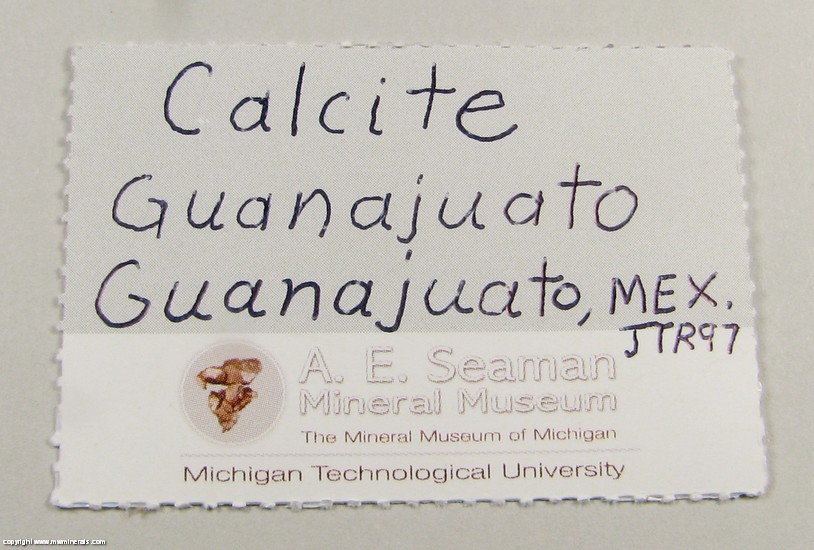 Calcite
Guanajuato
Guanajuato, MEX.
JTR97
A. E. Seaman
Mineral Museum
The Mineral Museum of Michigan
Michigan Technological University
copyright www.mwminerals.com